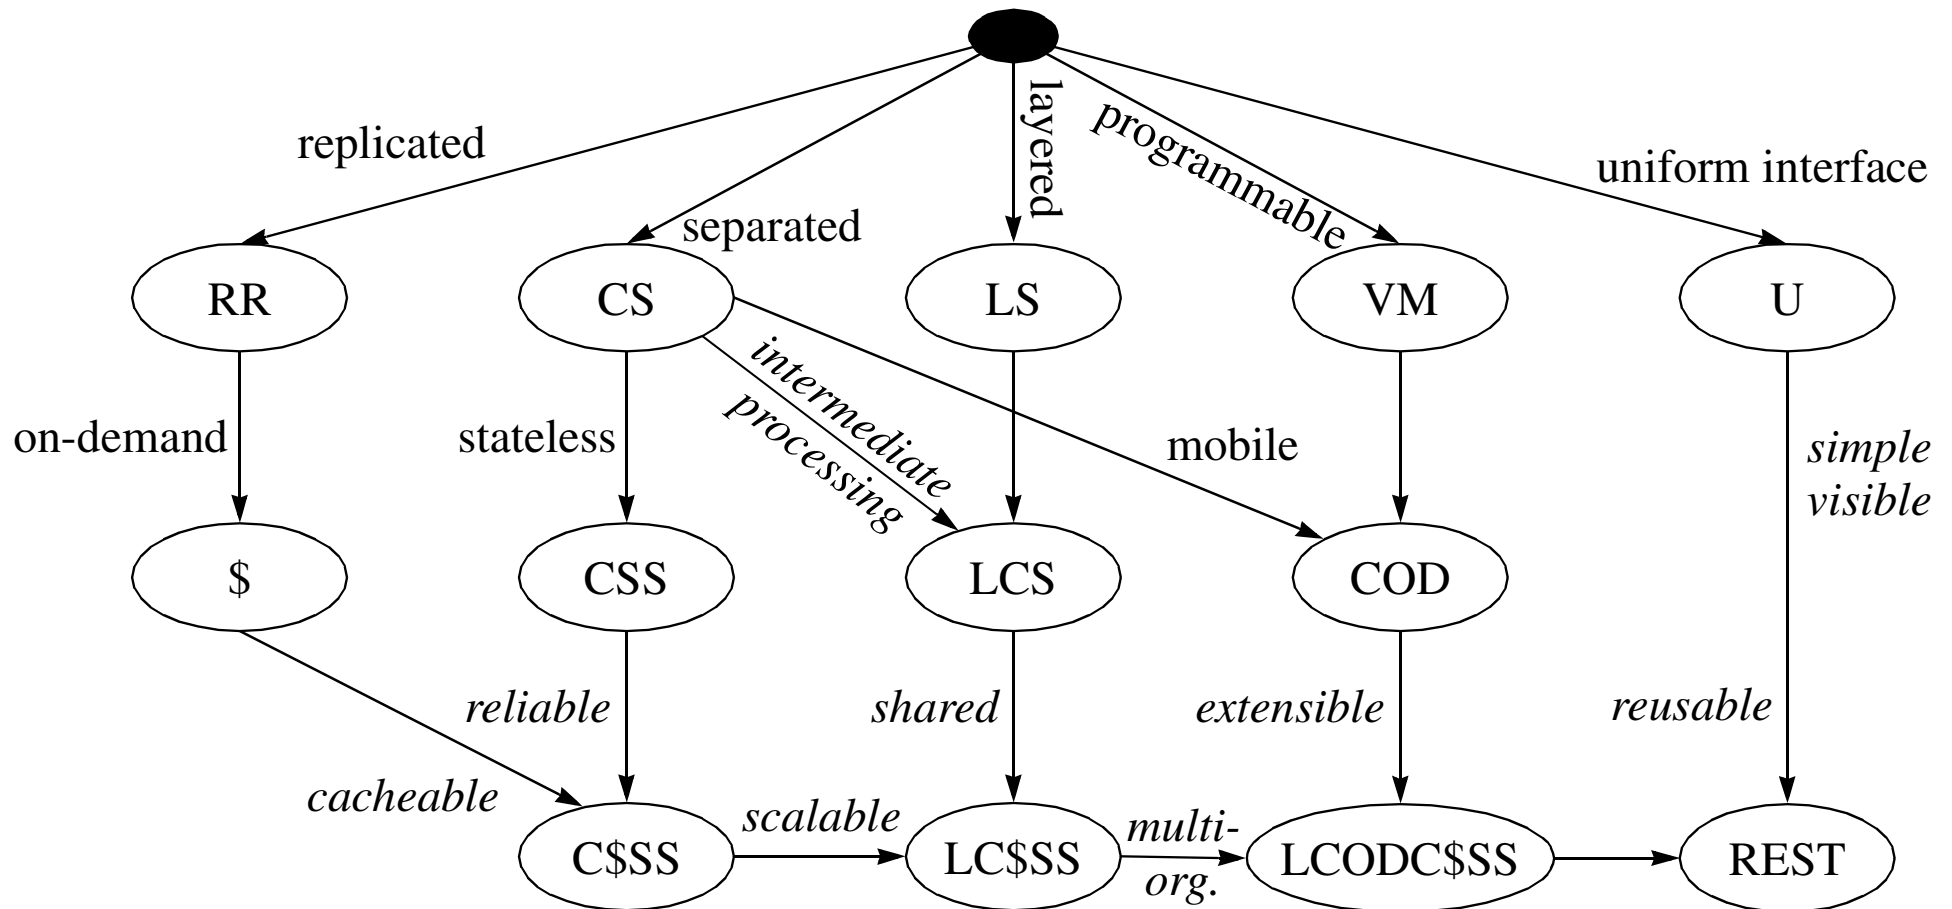 layered
programmable
replicated
uniform interface
separated
RR
CS
LS
VM
U
intermediate
processing
on-demand
stateless
mobile
simple
visible
$
CSS
LCS
COD
reliable
shared
extensible
reusable
cacheable
scalable
multi-
org.
C$SS
LC$SS
LCODC$SS
REST